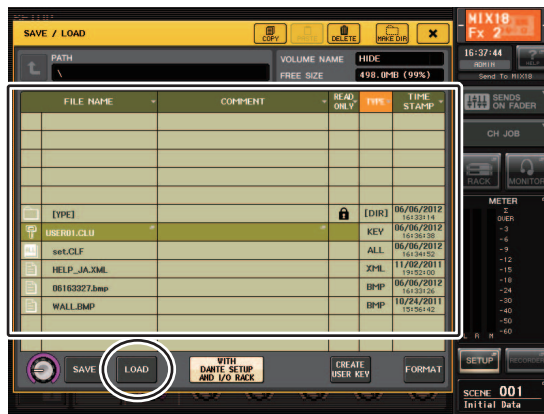 SETUP
SAVE / LOAD
COPY
PASTE
DELETE
MAKE DIR
×
PATH
\
VOLUME NAME HIDE
FREE SIZE 498.0MB (99%)
FILE NAME COMMENT READ ONLY TYPE TIME STAMP
[YPE] [DIR] 06/06/2012 16:33:14
USER01.CLU KEY 06/06/2012 16:36:38
set.CLF ALL 06/06/2012 16:34:52
HELP_JA.XML XML 11/02/2011 19:52:00
06163327.bmp BMP 06/06/2012 16:33:26
WALL.BMP BMP 10/24/2011 15:56:42
SAVE
LOAD
WITH DANTE SETUP AND I/O RACK
CREATE USER KEY
FORMAT
MIX18
Fx 2
16:37:44
ADMIN
?
HELP
Send To MIX18
SENDS ON FADER
CH JOB
RACK
MONITOR
METER
Σ
OVER
-3
-6
-9
-12
-15
-18
-24
-30
-40
-50
-60
L R M
SETUP
RECORDER
SCENE 001
Initial Data